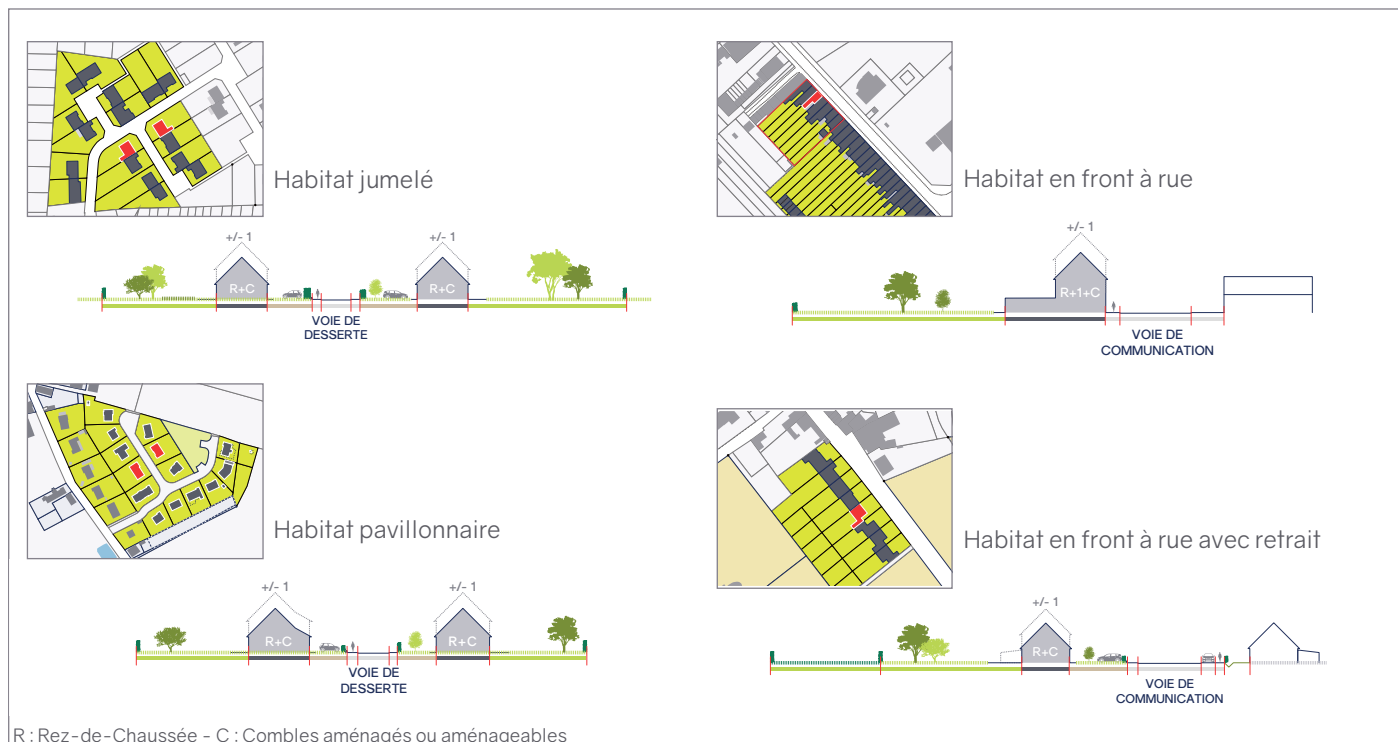 Habitat jumelé
+/- 1
+/- 1
R+C
R+C
VOIE DE
DESSERTE
Habitat en front à rue
+/- 1
R+1+C
VOIE DE
COMMUNICATION
Habitat pavillonnaire
+/- 1
+/- 1
R+C
R+C
VOIE DE
DESSERTE
Habitat en front à rue avec retrait
+/- 1
R+C
VOIE DE
COMMUNICATION
R : Rez-de-Chaussée - C : Combles aménagés ou aménageables